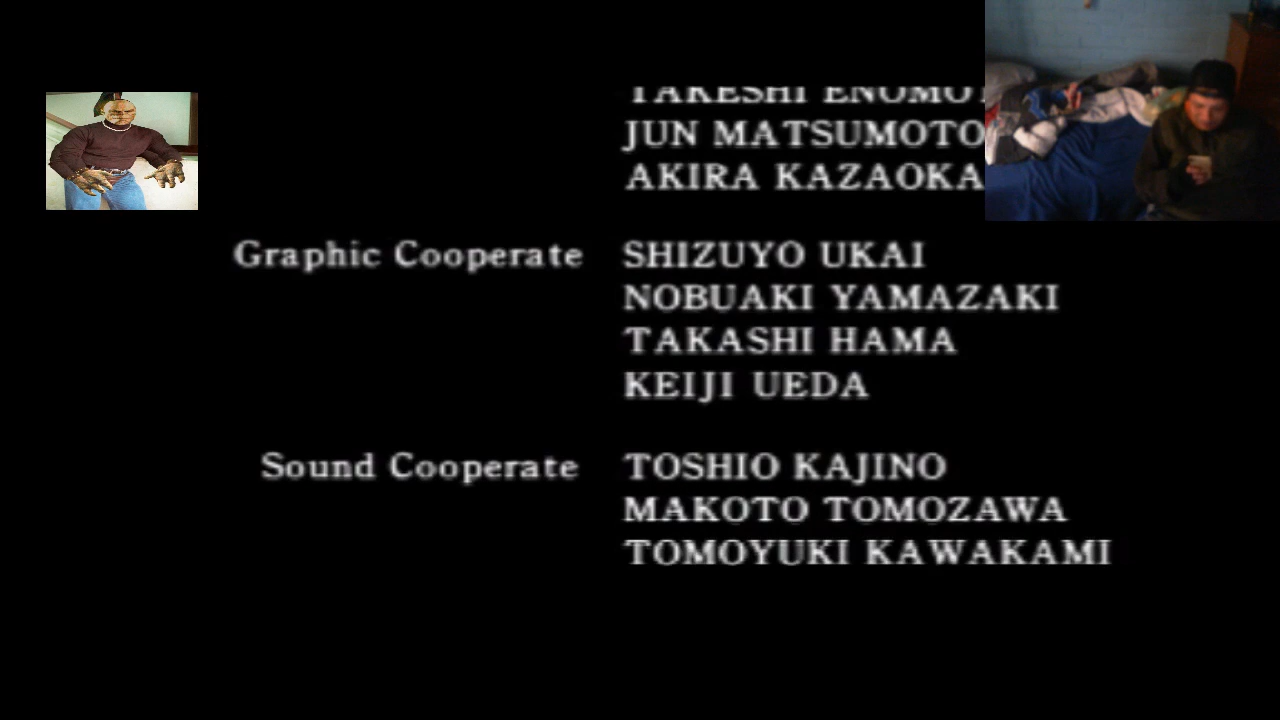 TAKESHI
JUN MATSUMOTO
AKIRA KAZAOKA
Graphic Cooperate SHIZUYO UKAI
NOBUAKI YAMAZAKI
TAKASHI HAMA
KEIJI UEDA
Sound Cooperate TOSHIO KAJINO
MAKOTO TOMOZAWA
TOMOYUKI KAWAKAMI